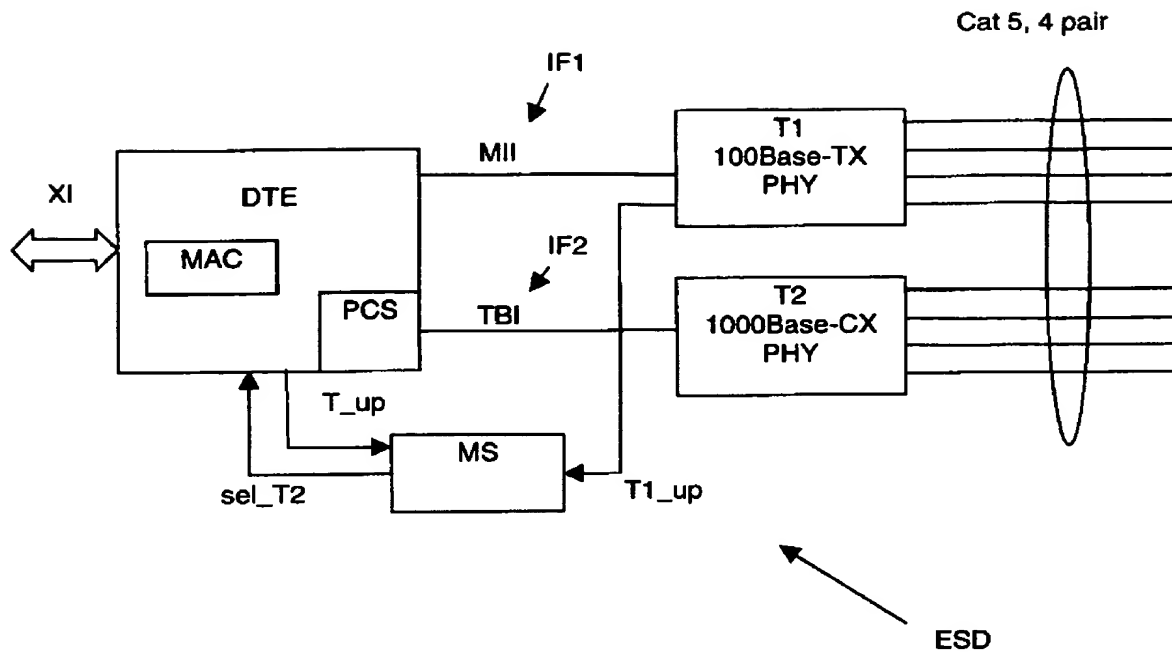 Cat 5, 4 pair
IF1
T1
100Base-TX
PHY
MII
XI
DTE
MAC
IF2
PCS
TBI
T2
1000Base-CX
PHY
T_up
MS
sel_T2
T1_up
ESD